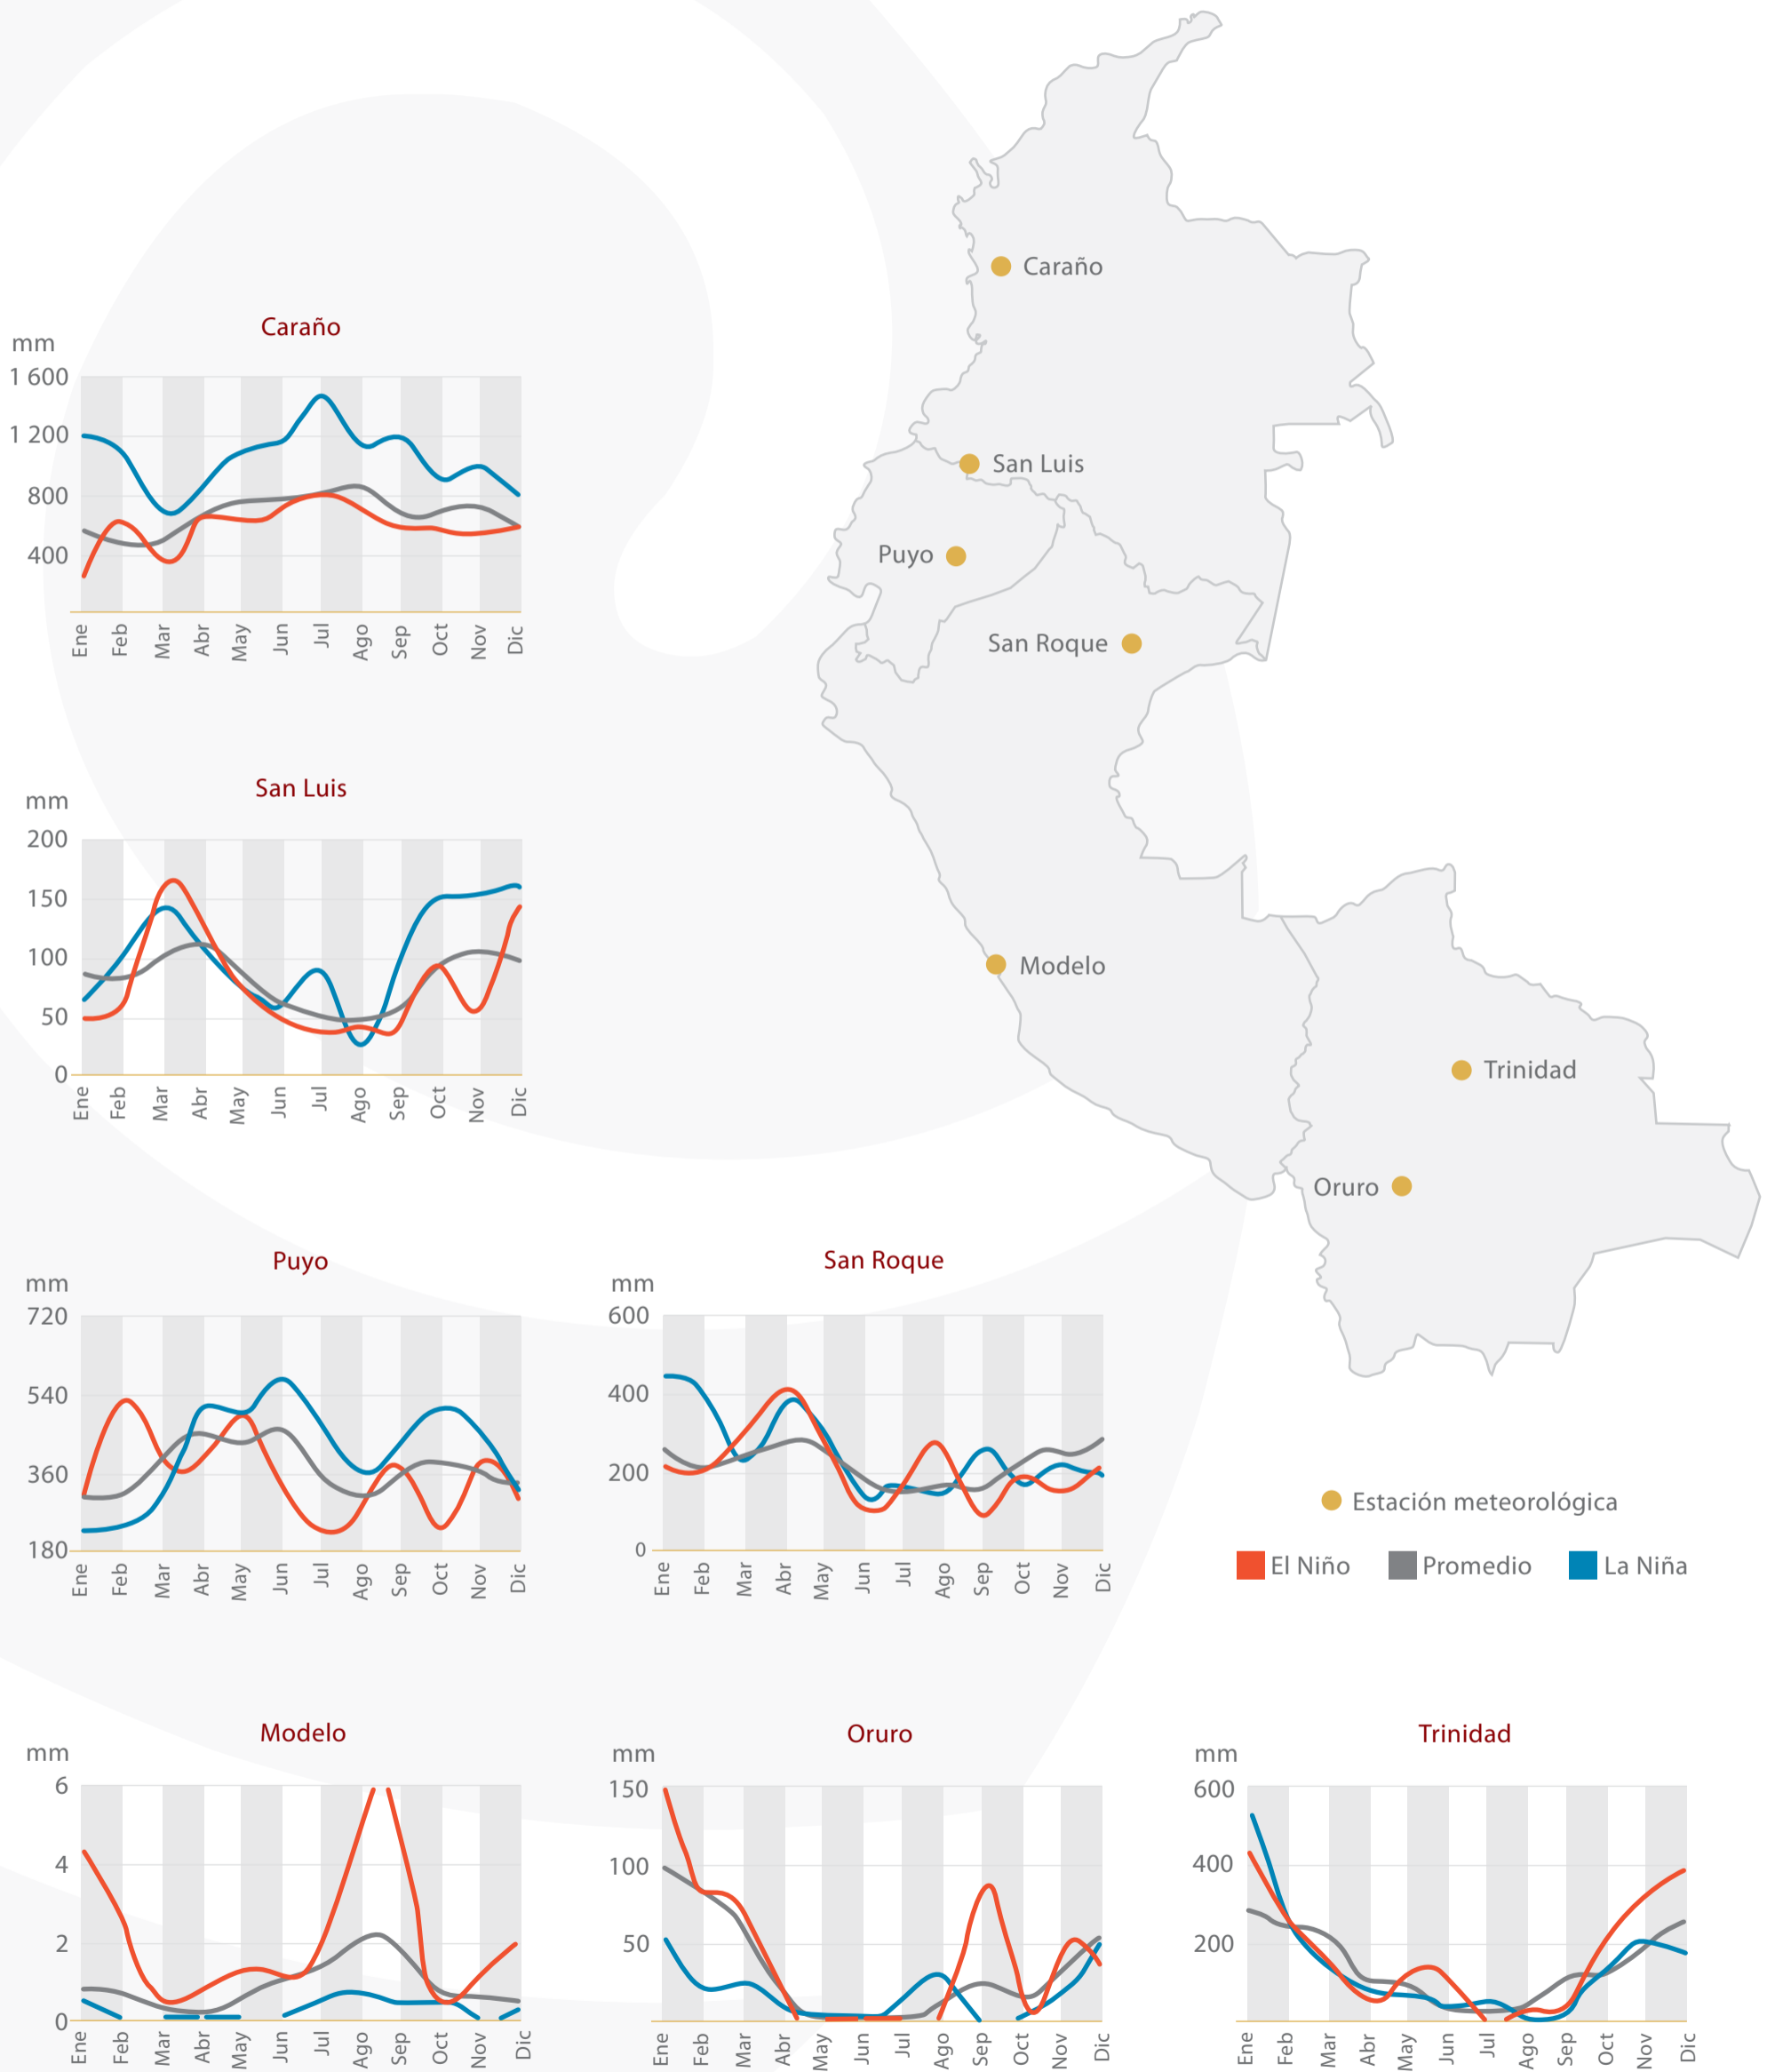 Caraño
San Luis
Puyo
San Roque
Modelo
Trinidad
Oruro
Caraño
mm
1 600
1 200
800
400
Ene Feb Mar Abr May Jun Jul Ago Sep Oct Nov Dic
San Luis
mm
200
150
100
50
0
Ene Feb Mar Abr May Jun Jul Ago Sep Oct Nov Dic
Puyo
mm
720
540
360
180
Ene Feb Mar Abr May Jun Jul Ago Sep Oct Nov Dic
San Roque
mm
600
400
200
0
Ene Feb Mar Abr May Jun Jul Ago Sep Oct Nov Dic
Estación meteorológica
El Niño Promedio La Niña
Modelo
mm
6
4
2
0
Ene Feb Mar Abr May Jun Jul Ago Sep Oct Nov Dic
Oruro
mm
150
100
50
Ene Feb Mar Abr May Jun Jul Ago Sep Oct Nov Dic
Trinidad
mm
600
400
200
Ene Feb Mar Abr May Jun Jul Ago Sep Oct Nov Dic